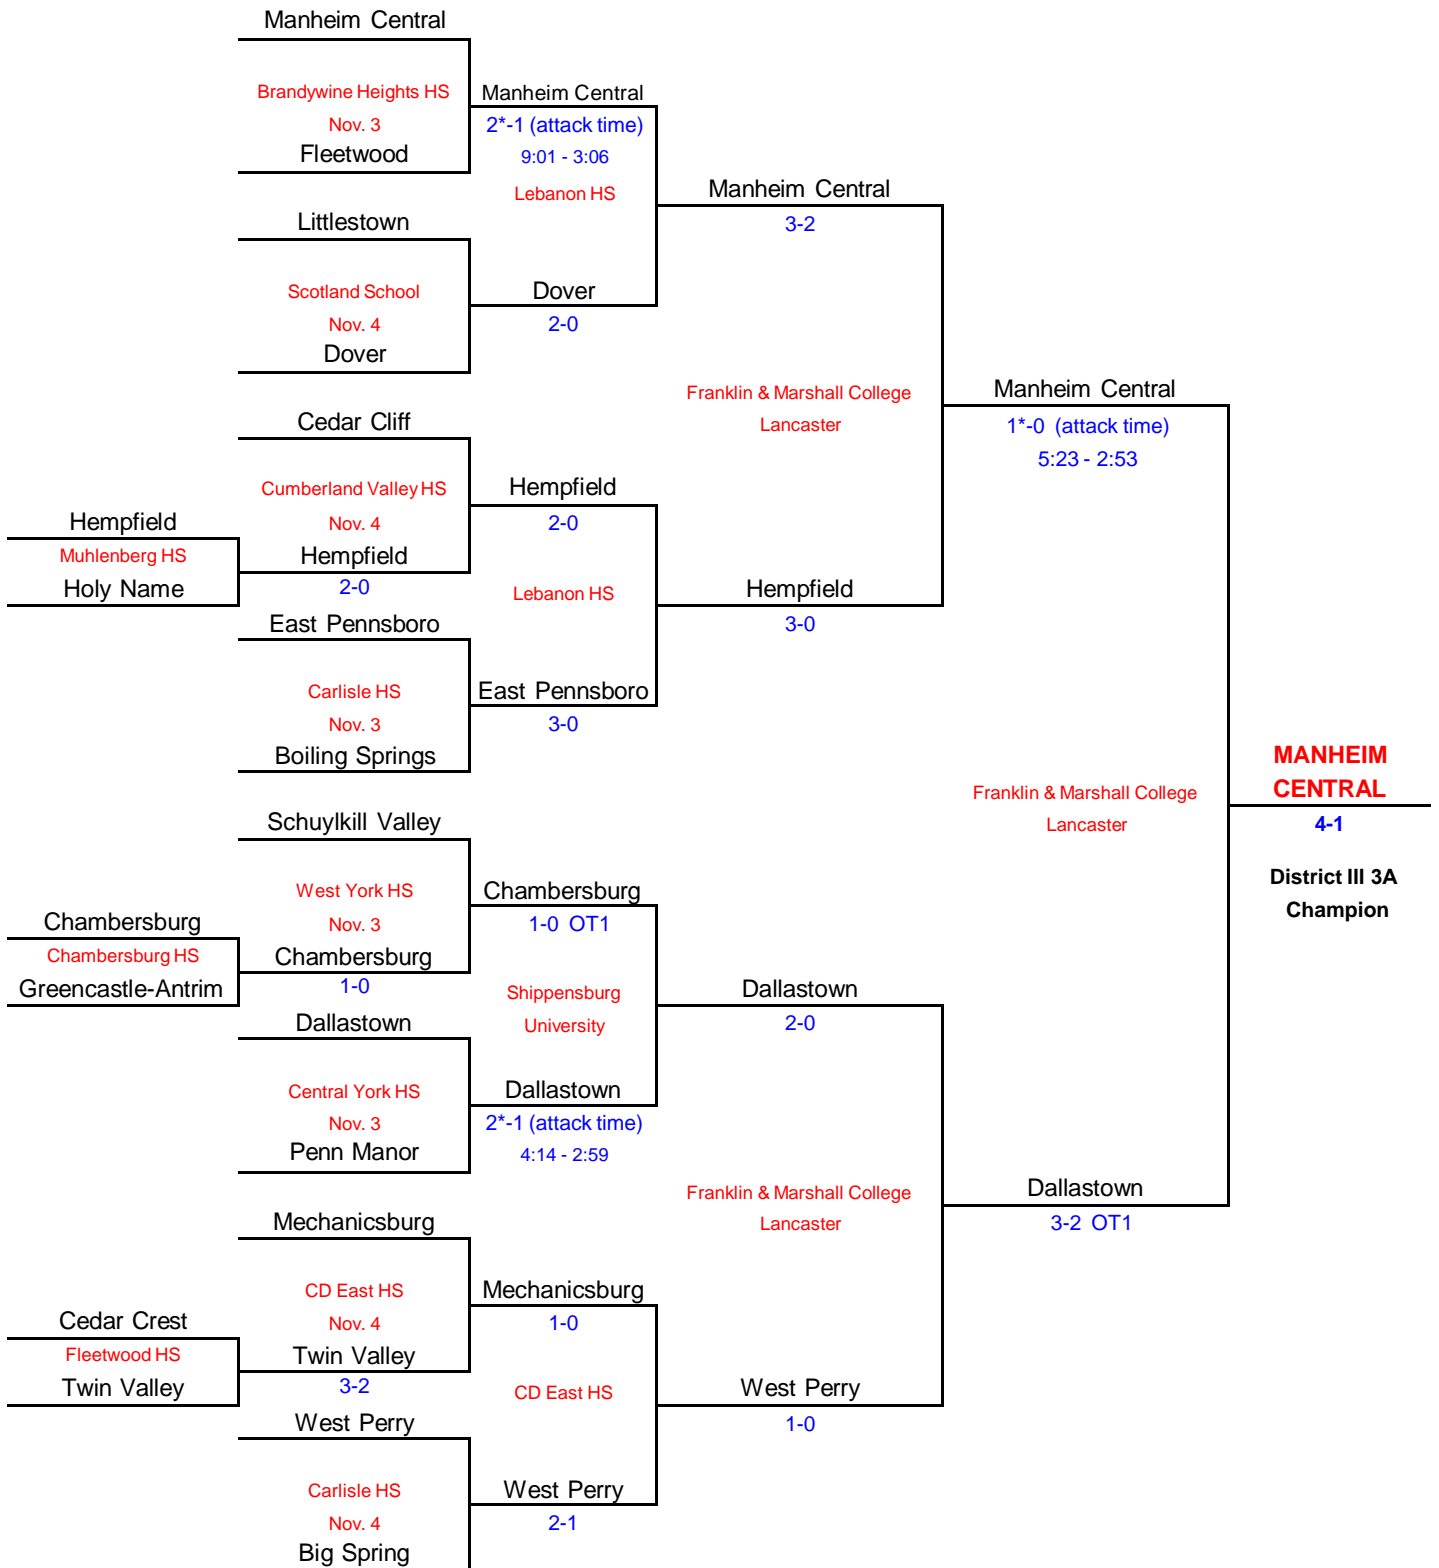 Manheim Central
Brandywine Heights HS
Nov. 3
Fleetwood
Manheim Central
2*-1 (attack time)
9:01 - 3:06
Lebanon HS
Littlestown
Scotland School
Nov. 4
Dover
Dover
2-0
Manheim Central
3-2
Franklin & Marshall College
Lancaster
Cedar Cliff
Cumberland Valley HS
Nov. 4
Hempfield
Muhlenberg HS
Holy Name
Hempfield
2-0
Hempfield
2-0
Lebanon HS
East Pennsboro
Carlisle HS
Nov. 3
Boiling Springs
East Pennsboro
3-0
Hempfield
3-0
Manheim Central
1*-0 (attack time)
5:23 - 2:53
Franklin & Marshall College
Lancaster
MANHEIM
CENTRAL
4-1
District III 3A
Champion
Schuylkill Valley
West York HS
Nov. 3
Chambersburg
Chambersburg HS
Greencastle-Antrim
Chambersburg
1-0
Chambersburg
1-0 OT1
Shippensburg
University
Dallastown
Central York HS
Nov. 3
Penn Manor
Dallastown
2*-1 (attack time)
4:14 - 2:59
Dallastown
2-0
Franklin & Marshall College
Lancaster
Dallastown
3-2 OT1
Mechanicsburg
CD East HS
Nov. 4
Cedar Crest
Fleetwood HS
Twin Valley
Twin Valley
3-2
Mechanicsburg
1-0
CD East HS
West Perry
Carlisle HS
Nov. 4
Big Spring
West Perry
2-1
West Perry
1-0